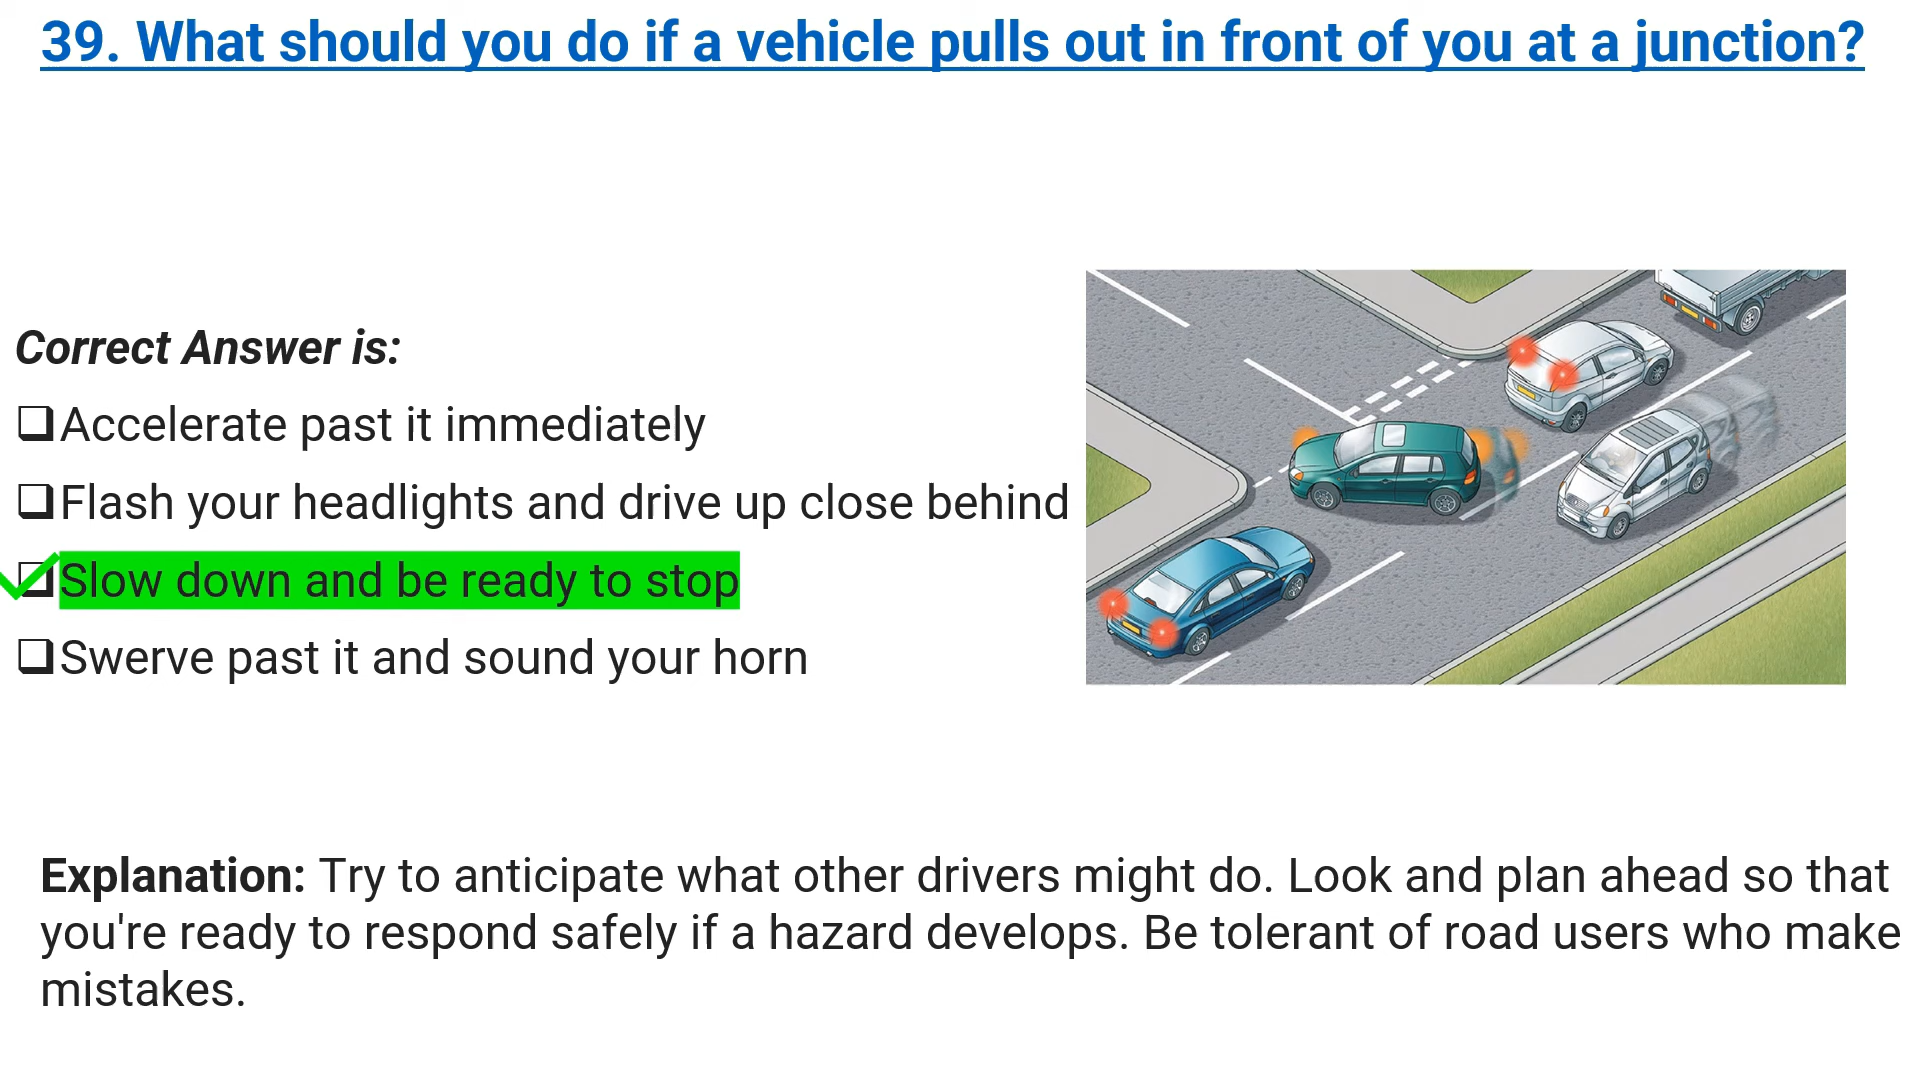 39. What should you do if a vehicle pulls out in front of you at a junction?
Correct Answer is:
Accelerate past it immediately
Flash your headlights and drive up close behind
Slow down and be ready to stop
Swerve past it and sound your horn
Explanation: Try to anticipate what other drivers might do. Look and plan ahead so that
you're ready to respond safely if a hazard develops. Be tolerant of road users who make
mistakes.